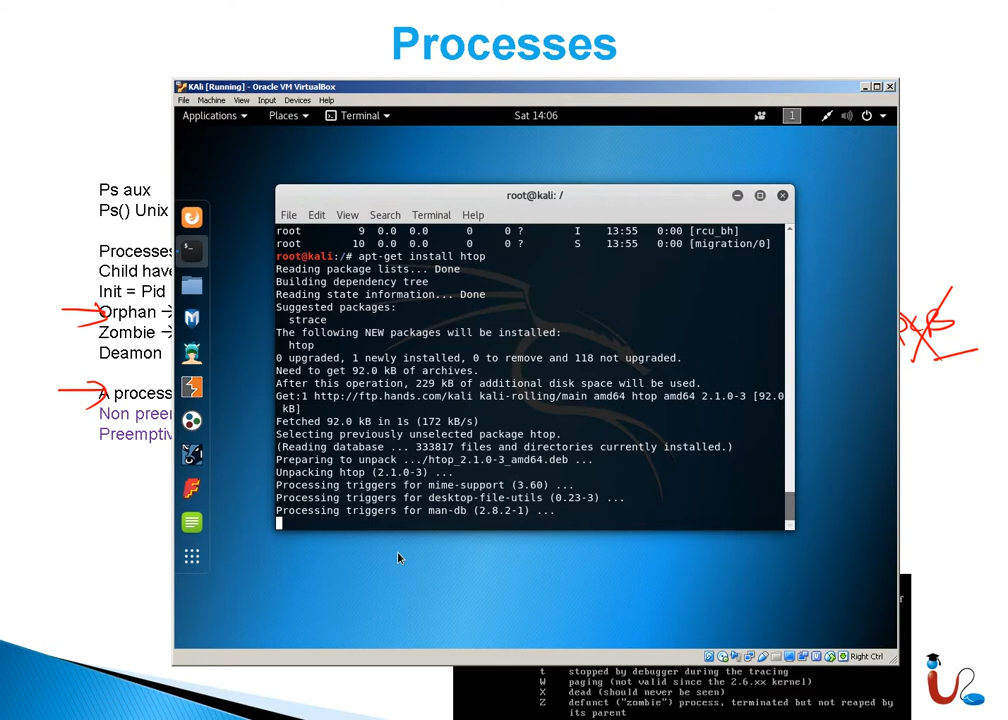 Processes
KAli [Running] - Oracle VM VirtualBox
File Machine View Input Devices Help
Applications Places Terminal Sat 14:06 1
root@kali: /
File Edit View Search Terminal Help
root 9 0.0 0.0 0 0 ? I 13:55 0:00 [rcu_bh]
root 10 0.0 0.0 0 0 ? S 13:55 0:00 [migration/0]
root@kali:/# apt-get install htop
Reading package lists... Done
Building dependency tree
Reading state information... Done
Suggested packages:
strace
The following NEW packages will be installed:
htop
0 upgraded, 1 newly installed, 0 to remove and 118 not upgraded.
Need to get 92.0 kB of archives.
After this operation, 229 kB of additional disk space will be used.
Get:1 http://ftp.hands.com/kali kali-rolling/main amd64 htop amd64 2.1.0-3 [92.0
kB]
Fetched 92.0 kB in 1s (172 kB/s)
Selecting previously unselected package htop.
(Reading database ... 333817 files and directories currently installed.)
Preparing to unpack .../htop_2.1.0-3_amd64.deb ...
Unpacking htop (2.1.0-3) ...
Processing triggers for mime-support (3.60) ...
Processing triggers for desktop-file-utils (0.23-3) ...
Processing triggers for man-db (2.8.2-1) ...
Right Ctrl
Ps aux
Ps() Unix
Processes
Child have
Init = Pid
Orphan →
Zombie →
Deamon
A process
Non preem
Preemptiv
t stopped by debugger during the tracing
W paging (not valid since the 2.6.xx kernel)
X dead (should never be seen)
Z defunct ("zombie") process, terminated but not reaped by
its parent